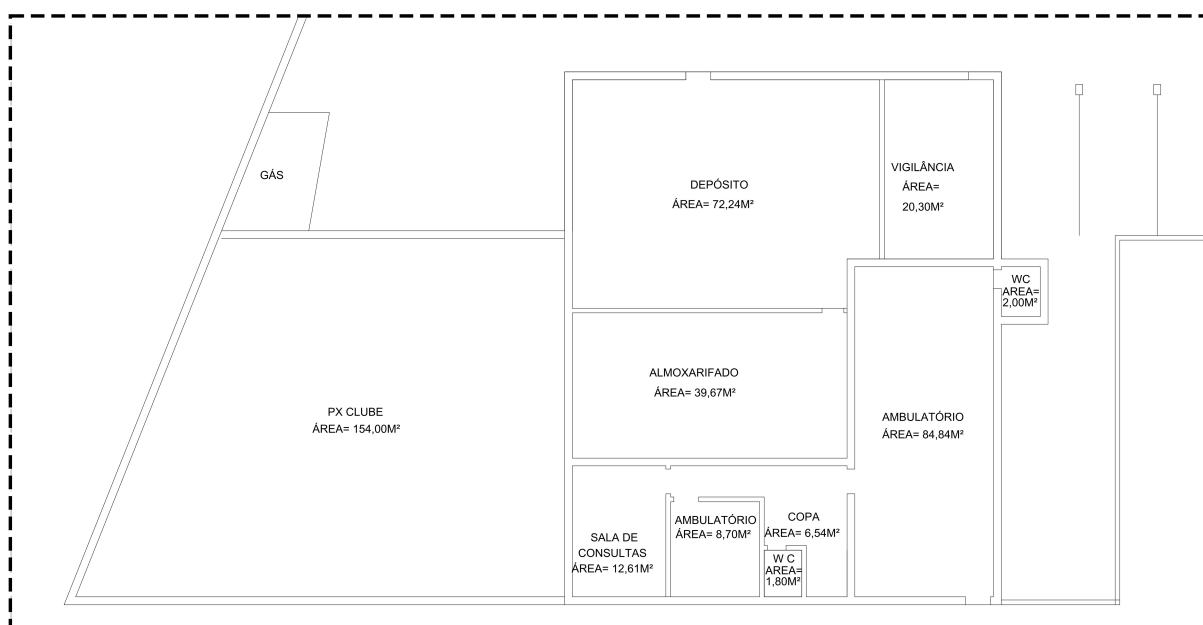 GÁS
DEPÓSITO
ÁREA= 72,24M²
VIGILÂNCIA
ÁREA=
20,30M²
WC
AREA=
2,00M²
ALMOXARIFADO
ÁREA= 39,67M²
PX CLUBE
ÁREA= 154,00M²
AMBULATÓRIO
ÁREA= 84,84M²
SALA DE
CONSULTAS
ÁREA= 12,61M²
AMBULATÓRIO
ÁREA= 8,70M²
COPA
ÁREA= 6,54M²
W C
AREA=
1,80M²